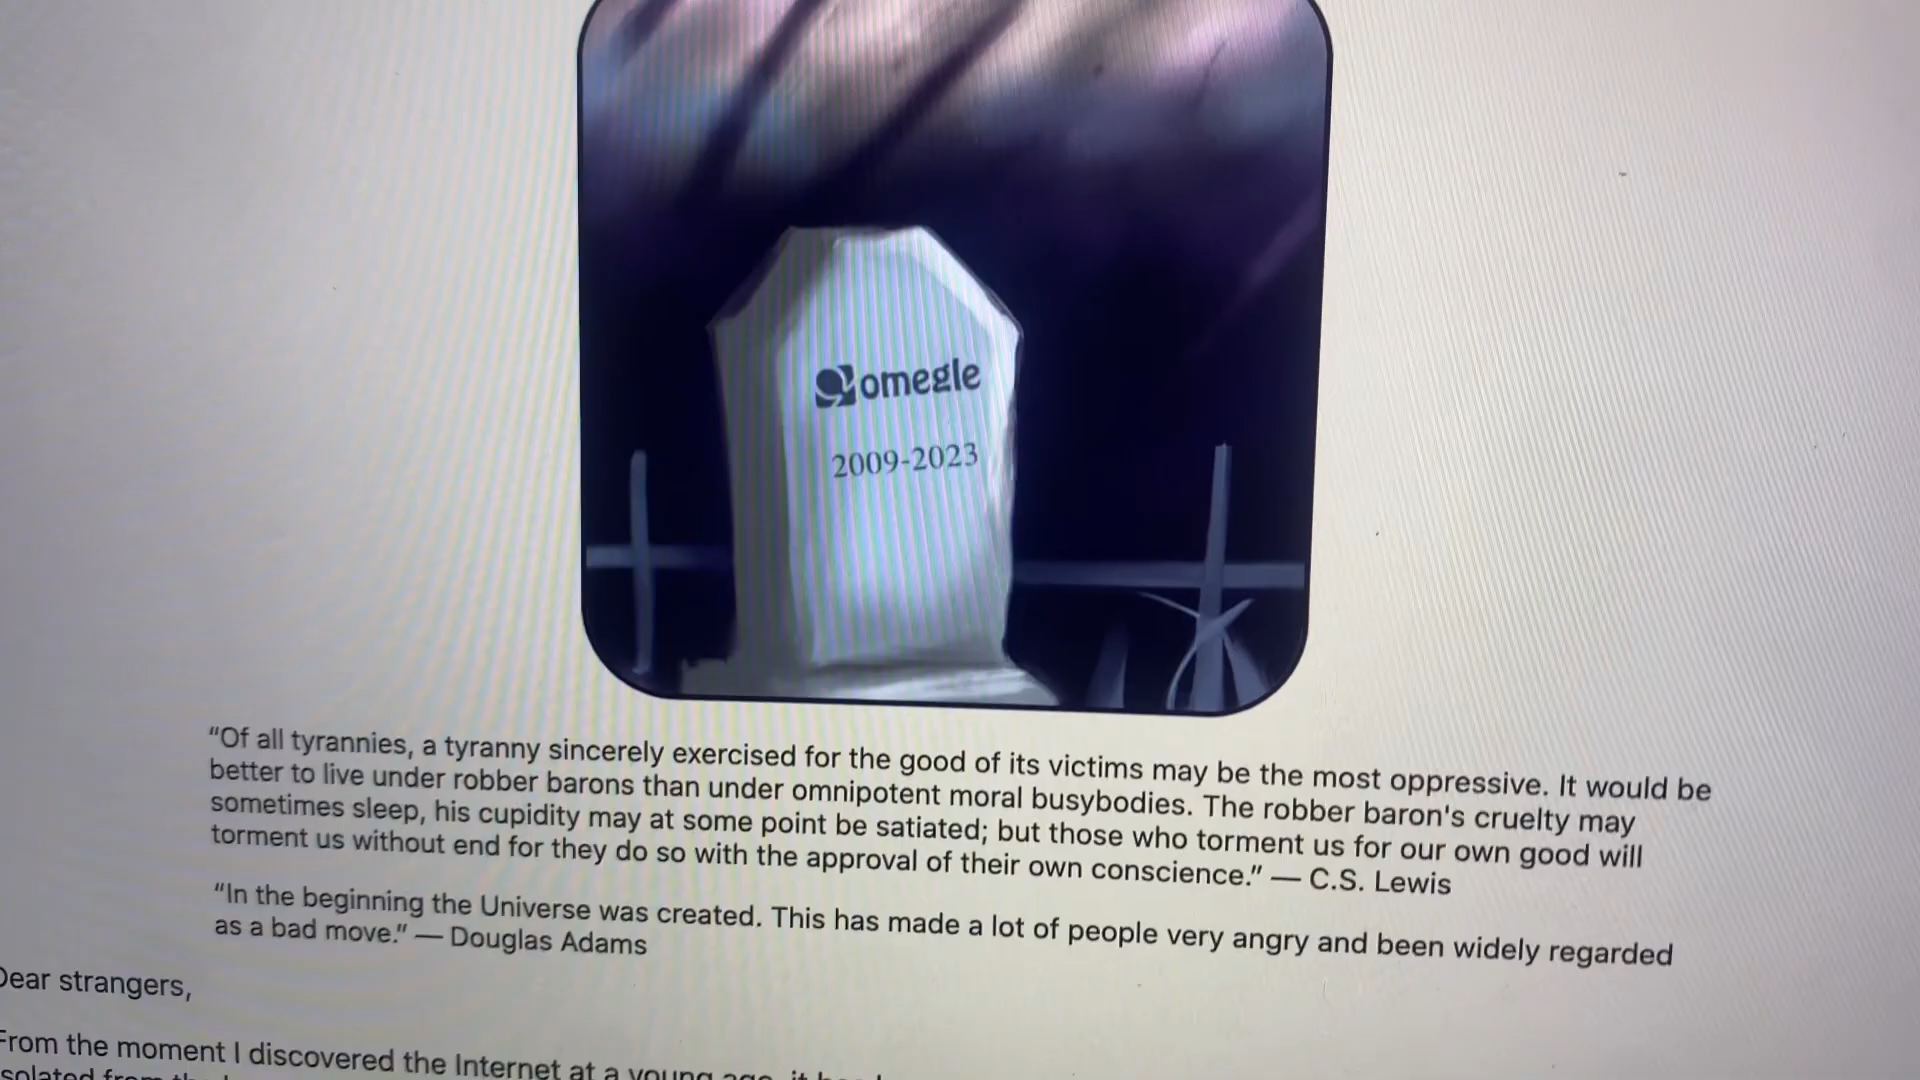 omegle
2009-2023
“Of all tyrannies, a tyranny sincerely exercised for the good of its victims may be the most oppressive. It would be
better to live under robber barons than under omnipotent moral busybodies. The robber baron's cruelty may
sometimes sleep, his cupidity may at some point be satiated; but those who torment us for our own good will
torment us without end for they do so with the approval of their own conscience.” — C.S. Lewis
“In the beginning the Universe was created. This has made a lot of people very angry and been widely regarded
as a bad move.” — Douglas Adams
Dear strangers,
From the moment I discovered the Internet at a young age, it